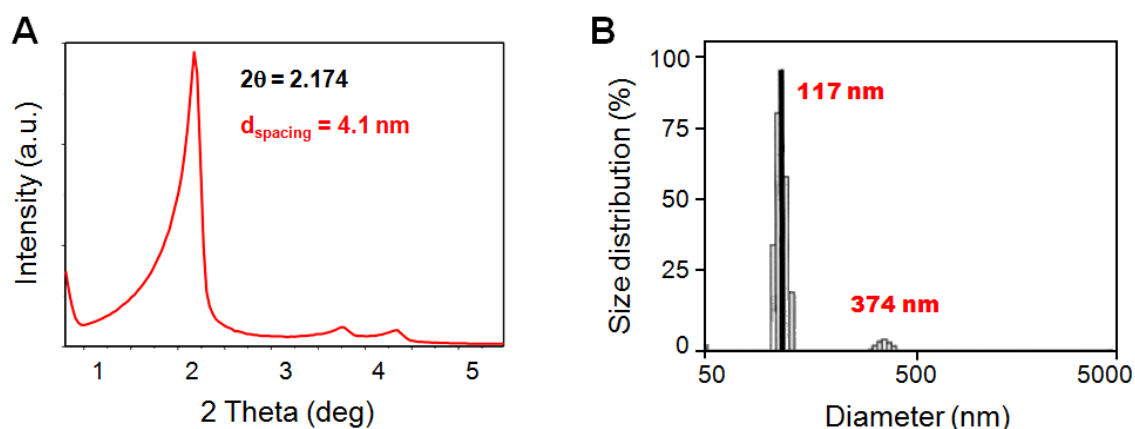 A
Intensity (a.u.)
2θ = 2.174
dspacing = 4.1 nm
1 2 3 4 5
2 Theta (deg)
B
Size distribution (%)
100
75
50
25
0
117 nm
374 nm
50 500 5000
Diameter (nm)